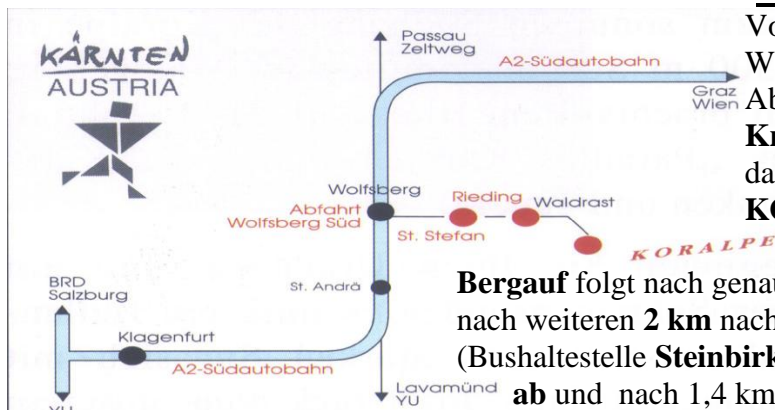 KÄRNTEN
AUSTRIA
Passau
Zeltweg
A2-Südautobahn
Graz
Wien
Wolfsberg
Abfahrt
Wolfsberg Süd
Rieding
Waldrast
St. Stefan
KORALPE
St. Andrä
BRD
Salzburg
Klagenfurt
A2-Südautobahn
Lavamünd
YU
YU
Bergauf folgt nach genau
nach weiteren 2 km nach
(Bushaltestelle Steinbirk
ab und nach 1,4 km